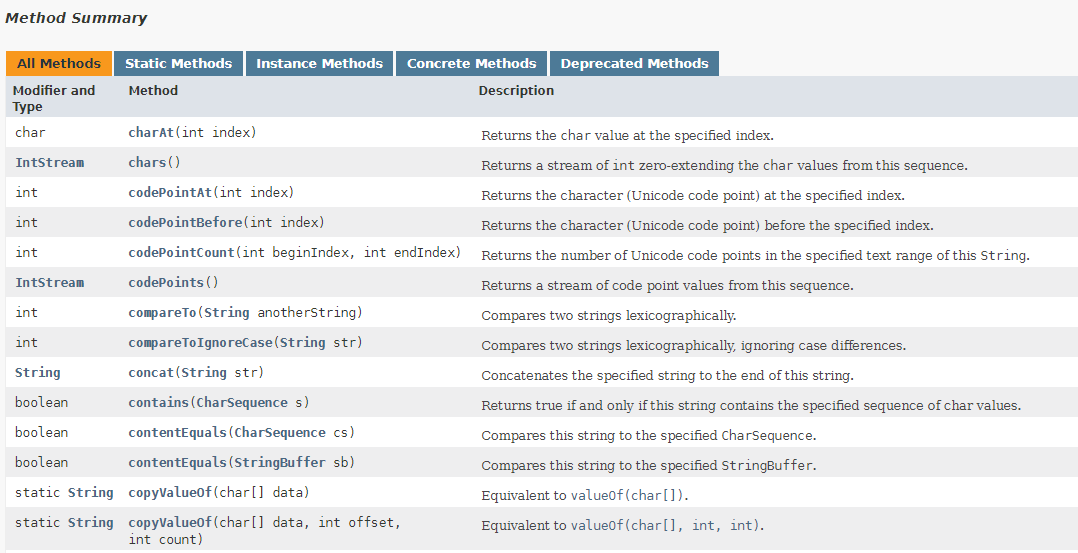 Method Summary
All Methods Static Methods Instance Methods Concrete Methods Deprecated Methods
Modifier and Type Method Description
char charAt(int index) Returns the char value at the specified index.
IntStream chars() Returns a stream of int zero-extending the char values from this sequence.
int codePointAt(int index) Returns the character (Unicode code point) at the specified index.
int codePointBefore(int index) Returns the character (Unicode code point) before the specified index.
int codePointCount(int beginIndex, int endIndex) Returns the number of Unicode code points in the specified text range of this String.
IntStream codePoints() Returns a stream of code point values from this sequence.
int compareTo(String anotherString) Compares two strings lexicographically.
int compareToIgnoreCase(String str) Compares two strings lexicographically, ignoring case differences.
String concat(String str) Concatenates the specified string to the end of this string.
boolean contains(CharSequence s) Returns true if and only if this string contains the specified sequence of char values.
boolean contentEquals(CharSequence cs) Compares this string to the specified CharSequence.
boolean contentEquals(StringBuffer sb) Compares this string to the specified StringBuffer.
static String copyValueOf(char[] data) Equivalent to valueOf(char[]).
static String copyValueOf(char[] data, int offset, Equivalent to valueOf(char[], int, int).
int count)